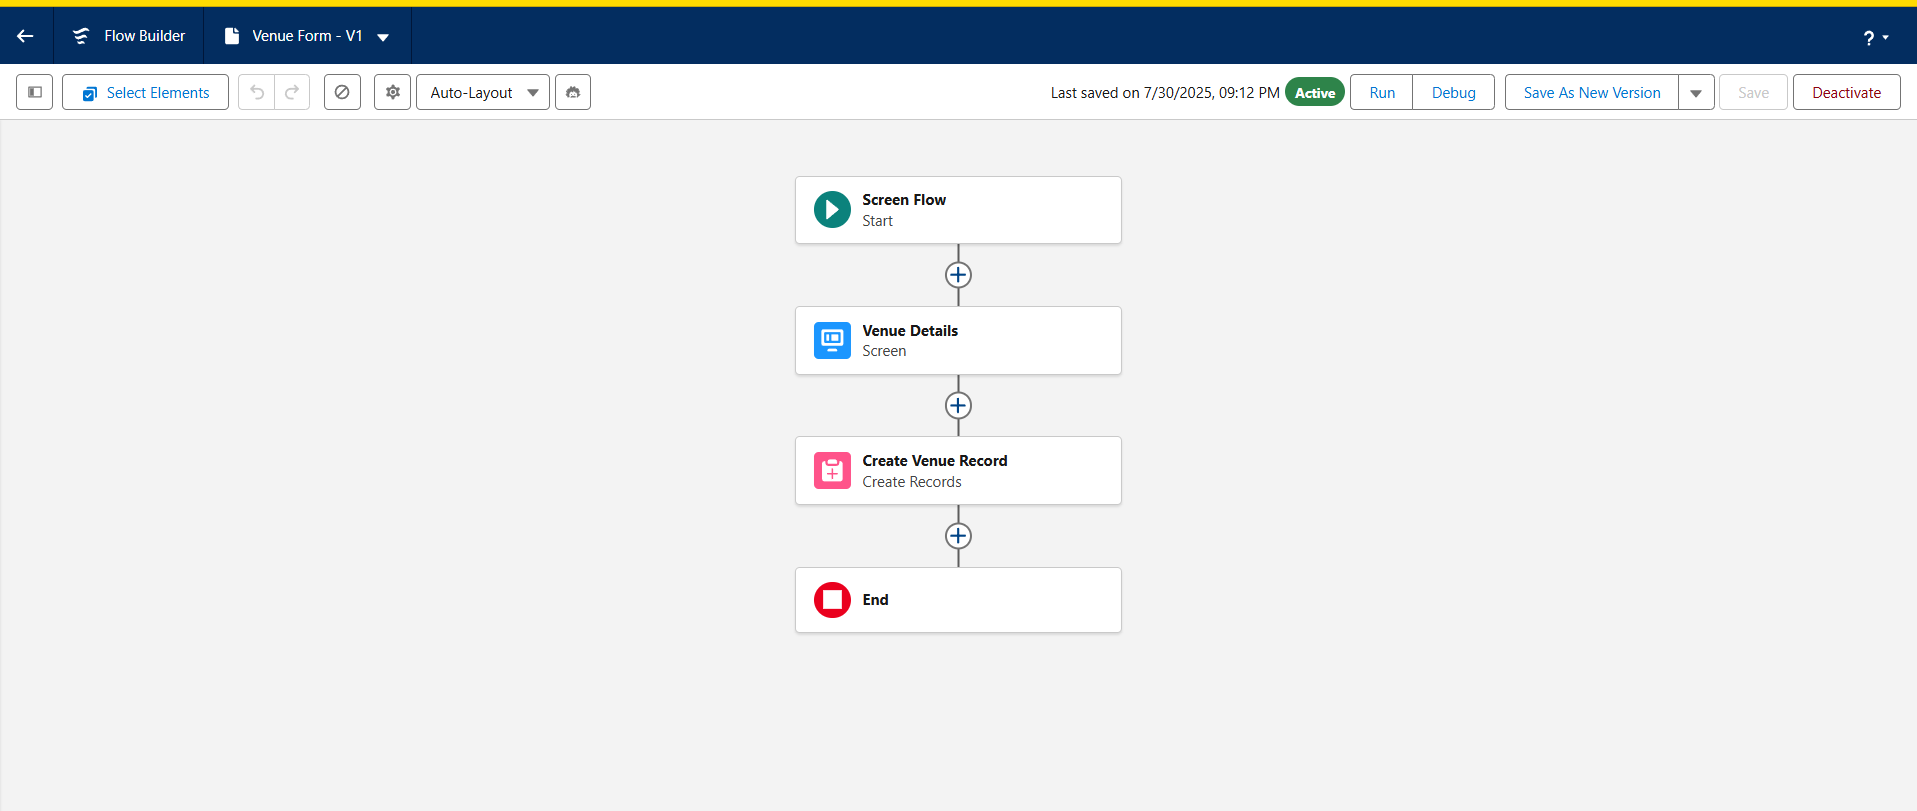 Flow Builder
Venue Form - V1
?
Select Elements
Auto-Layout
Last saved on 7/30/2025, 09:12 PM
Active
Run
Debug
Save As New Version
Save
Deactivate
Screen Flow
Start
Venue Details
Screen
Create Venue Record
Create Records
End